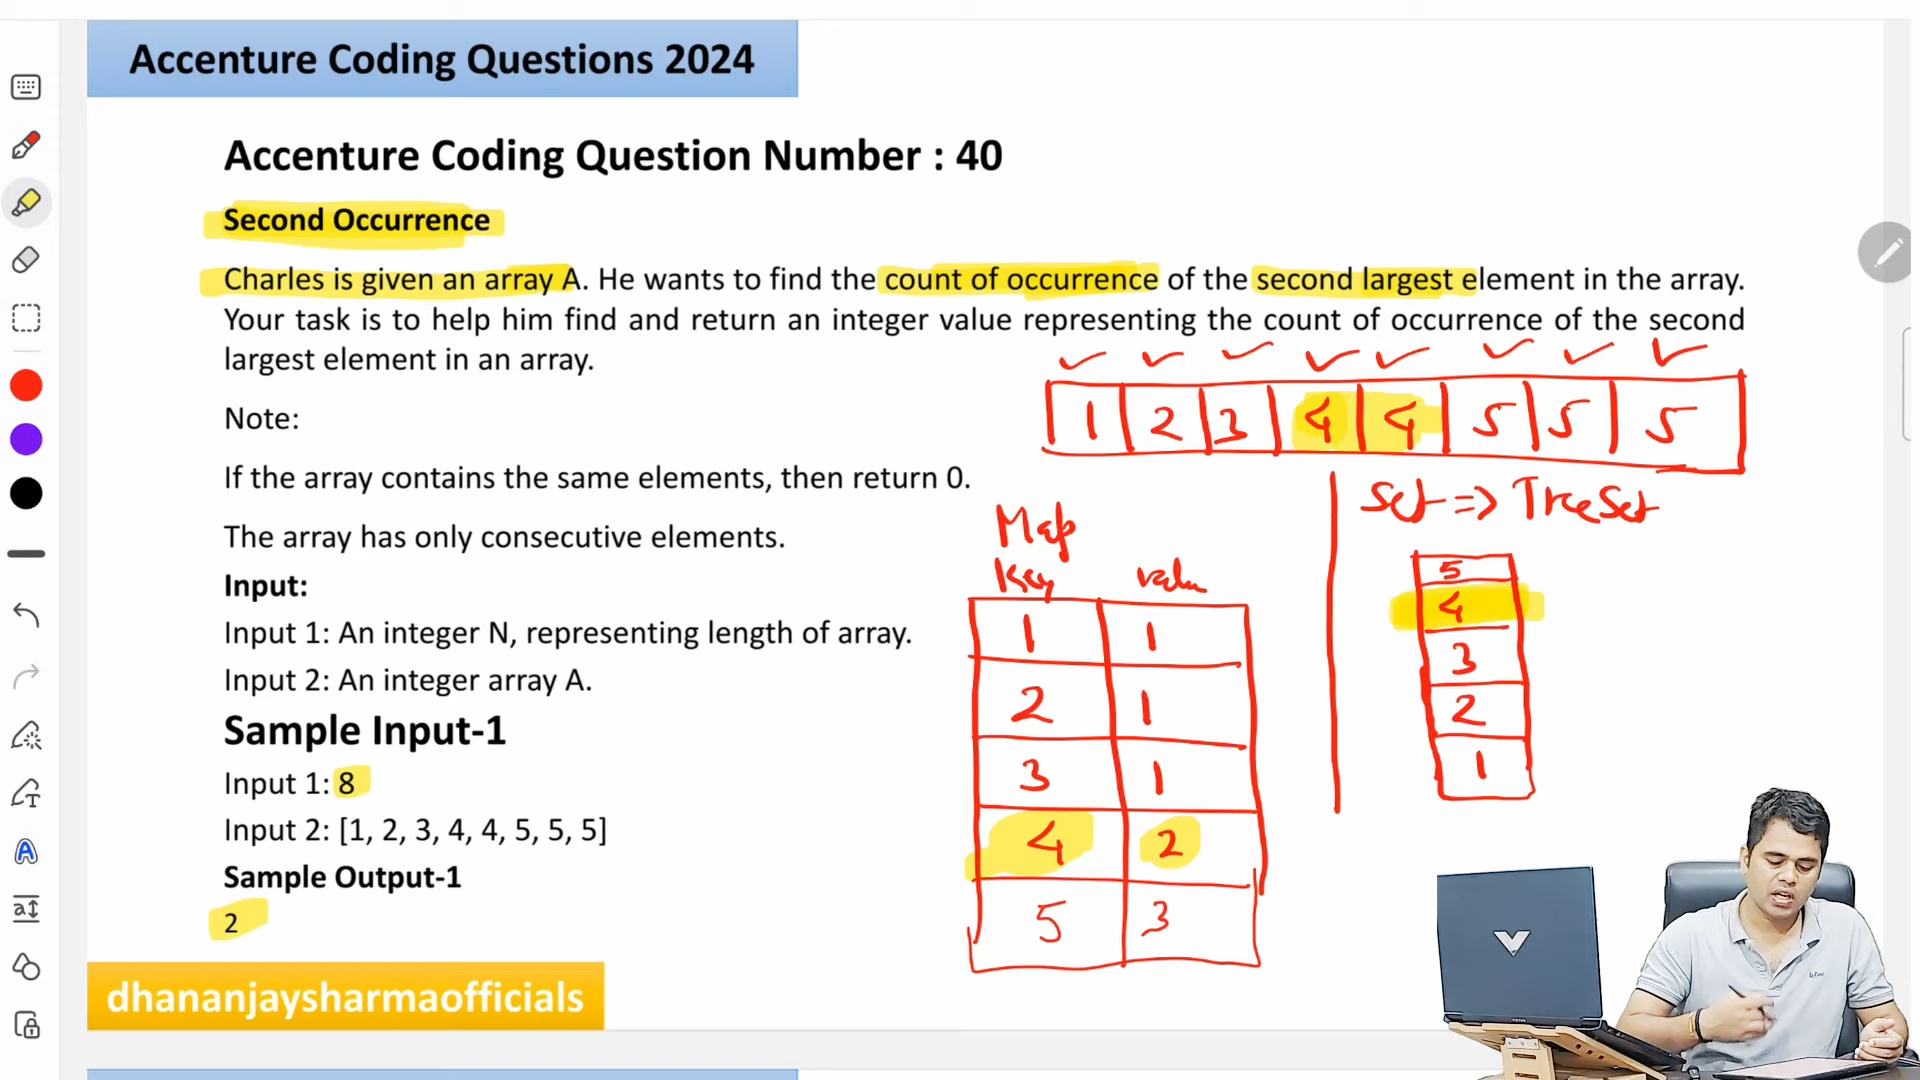 Accenture Coding Questions 2024
Accenture Coding Question Number : 40
Second Occurrence
Charles is given an array A. He wants to find the count of occurrence of the second largest element in the array.
Your task is to help him find and return an integer value representing the count of occurrence of the second
largest element in an array.
1 2 3 4 4 5 5 5
Note:
If the array contains the same elements, then return 0.
The array has only consecutive elements.
Input:
Input 1: An integer N, representing length of array.
Input 2: An integer array A.
Sample Input-1
Input 1: 8
Input 2: [1, 2, 3, 4, 4, 5, 5, 5]
Sample Output-1
2
Map
Key value
1 1
2 1
3 1
4 2
5 3
Set => TreeSet
5
4
3
2
1
dhananjaysharmaofficials